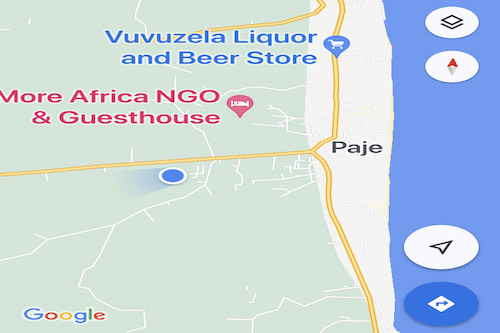 Vuvuzela Liquor
and Beer Store
More Africa NGO
& Guesthouse
Paje
Google